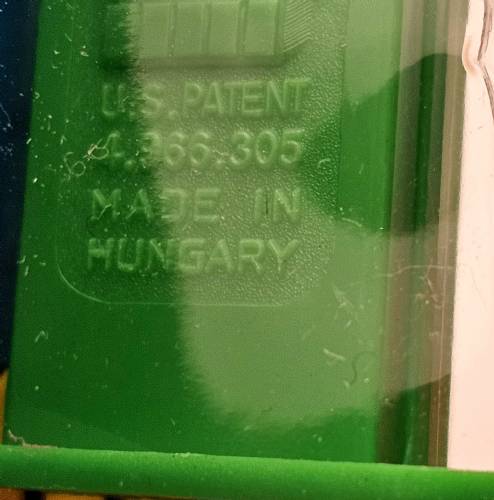 U.S. PATENT
4.966.305
MADE IN
HUNGARY